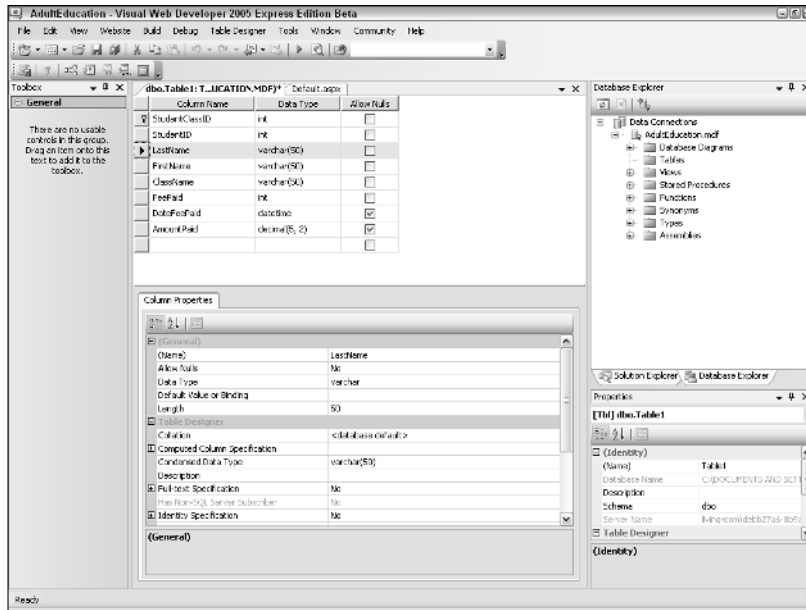 AdultEducation - Visual Web Developer 2005 Express Edition Beta
File Edit View Website Build Debug Table Designer Tools Window Community Help
Toolbox
General
There are no usable
controls in this group.
Drag an item onto this
text to add it to the
toolbox.
dbo.Table1: T...UCATION.MDF)* Default.aspx
Column Name Data Type Allow Nulls
StudentClassID int
StudentID int
LastName varchar(50)
FirstName varchar(50)
ClassName varchar(50)
FeePaid int
DateFeePaid datetime
AmountPaid decimal(5, 2)
Column Properties
(General)
(Name) LastName
Allow Nulls No
Data Type varchar
Default Value or Binding
Length 50
Table Designer
Collation <database default>
Computed Column Specification
Condensed Data Type varchar(50)
Description
Full-text Specification No
Has Non-SQL Server Subscriber No
Identity Specification No
(General)
Database Explorer
Data Connections
AdultEducation.mdf
Database Diagrams
Tables
Views
Stored Procedures
Functions
Synonyms
Types
Assemblies
Solution Explorer Database Explorer
Properties
[Tbl] dbo.Table1
(Identity)
(Name) Table1
Database Name C:\DOCUMENTS AND SETT
Description
Schema dbo
Server Name
Table Designer
(Identity)
Ready